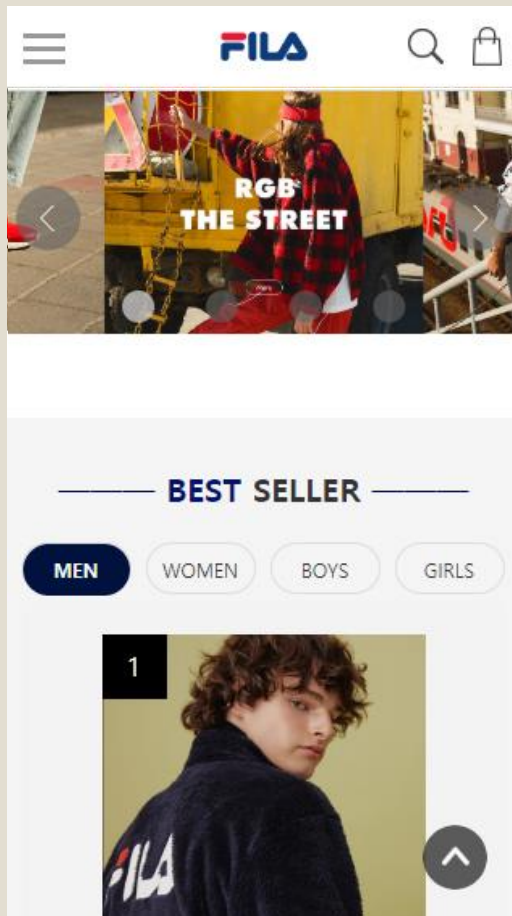 FILA
RGB
THE STREET
BEST SELLER
MEN
WOMEN
BOYS
GIRLS
1
FILA